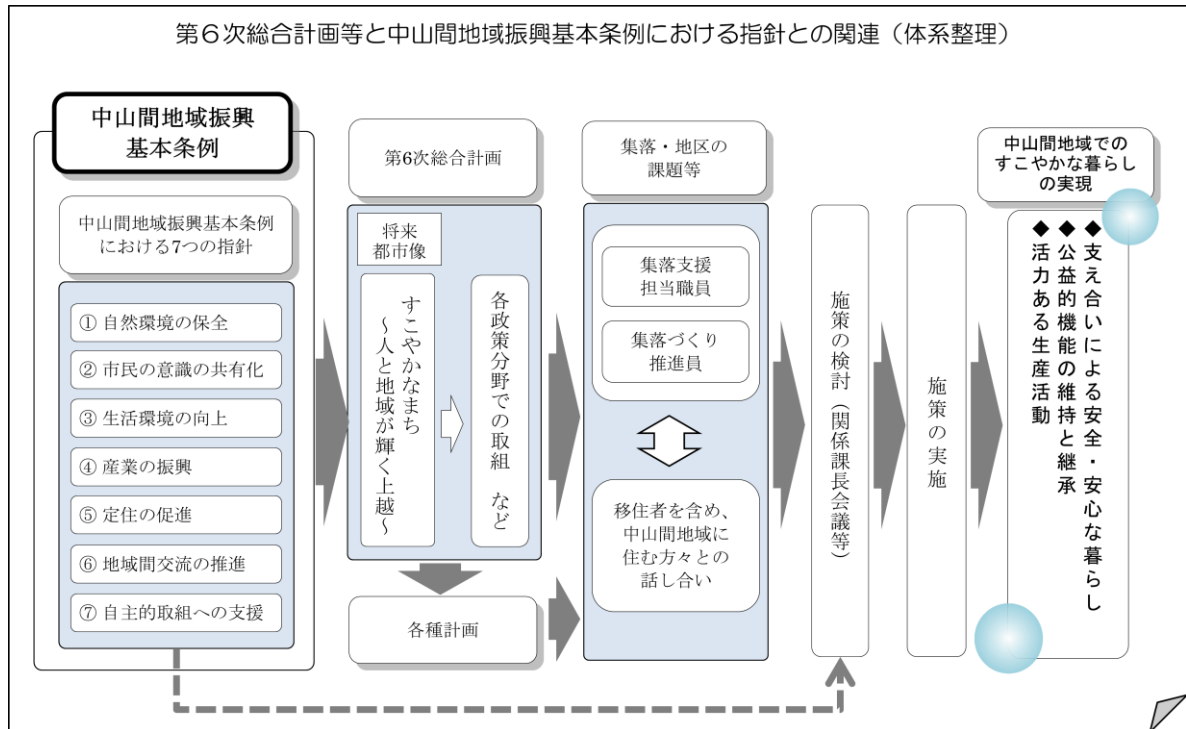 第6次総合計画等と中山間地域振興基本条例における指針との関連（体系整理）
中山間地域振興
基本条例
中山間地域振興基本条例
における7つの指針
① 自然環境の保全
② 市民の意識の共有化
③ 生活環境の向上
④ 産業の振興
⑤ 定住の促進
⑥ 地域間交流の推進
⑦ 自主的取組への支援
第6次総合計画
将来
都市像
すこやかなまち
～人と地域が輝く上越～
各政策分野での取組　など
各種計画
集落・地区の
課題等
集落支援
担当職員
集落づくり
推進員
移住者を含め、
中山間地域に
住む方々との
話し合い
施策の検討（関係課長会議等）
施策の実施
中山間地域での
すこやかな暮らし
の実現
◆支え合いによる安全・安心な暮らし
◆公益的機能の維持と継承
◆活力ある生産活動